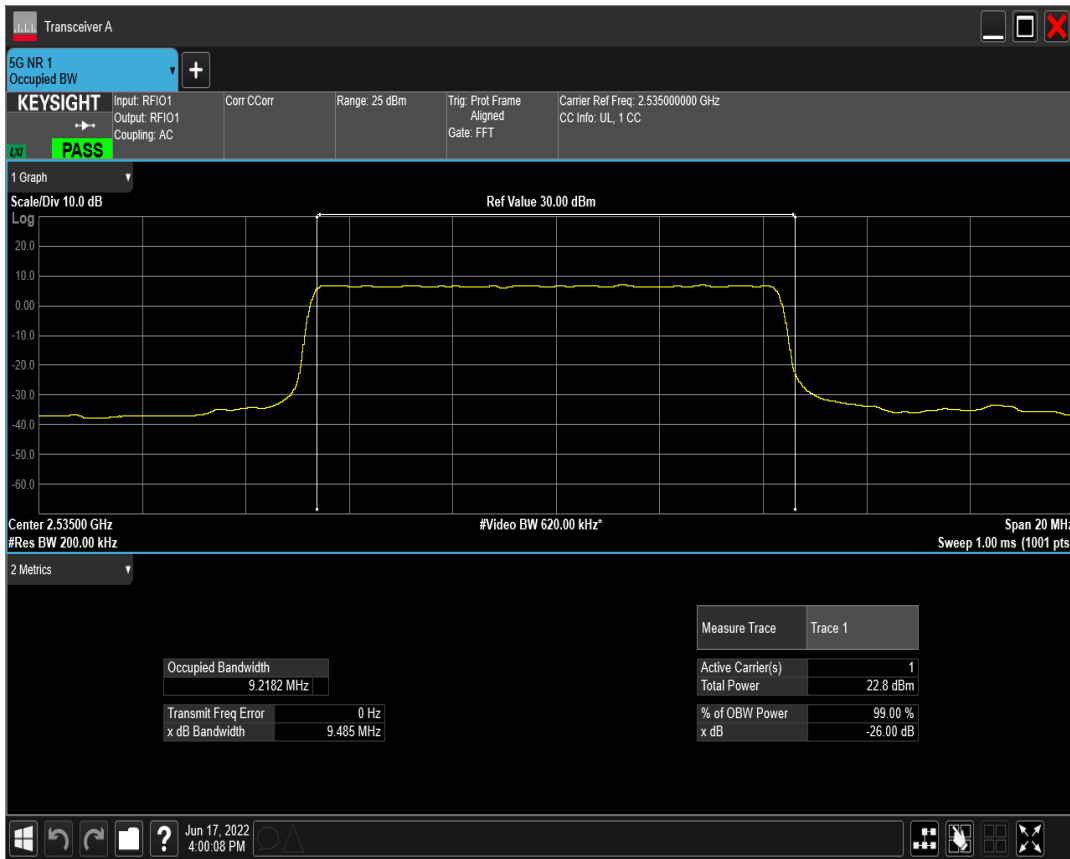 Transceiver A
5G NR 1
Occupied BW
KEYSIGHT
LXI
PASS
Input: RFIO1
Output: RFIO1
Coupling: AC
Corr CCorr
Range: 25 dBm
Trig: Prot Frame
Aligned
Gate: FFT
Carrier Ref Freq: 2.535000000 GHz
CC Info: UL, 1 CC
1 Graph
Scale/Div 10.0 dB
Ref Value 30.00 dBm
Log
20.0
10.0
0.00
-10.0
-20.0
-30.0
-40.0
-50.0
-60.0
Center 2.53500 GHz
#Video BW 620.00 kHz*
Span 20 MHz
#Res BW 200.00 kHz
Sweep 1.00 ms (1001 pts
2 Metrics
Measure Trace Trace 1
Occupied Bandwidth
9.2182 MHz
Active Carrier(s) 1
Total Power 22.8 dBm
Transmit Freq Error 0 Hz
x dB Bandwidth 9.485 MHz
% of OBW Power 99.00 %
x dB -26.00 dB
?
Jun 17, 2022
4:00:08 PM